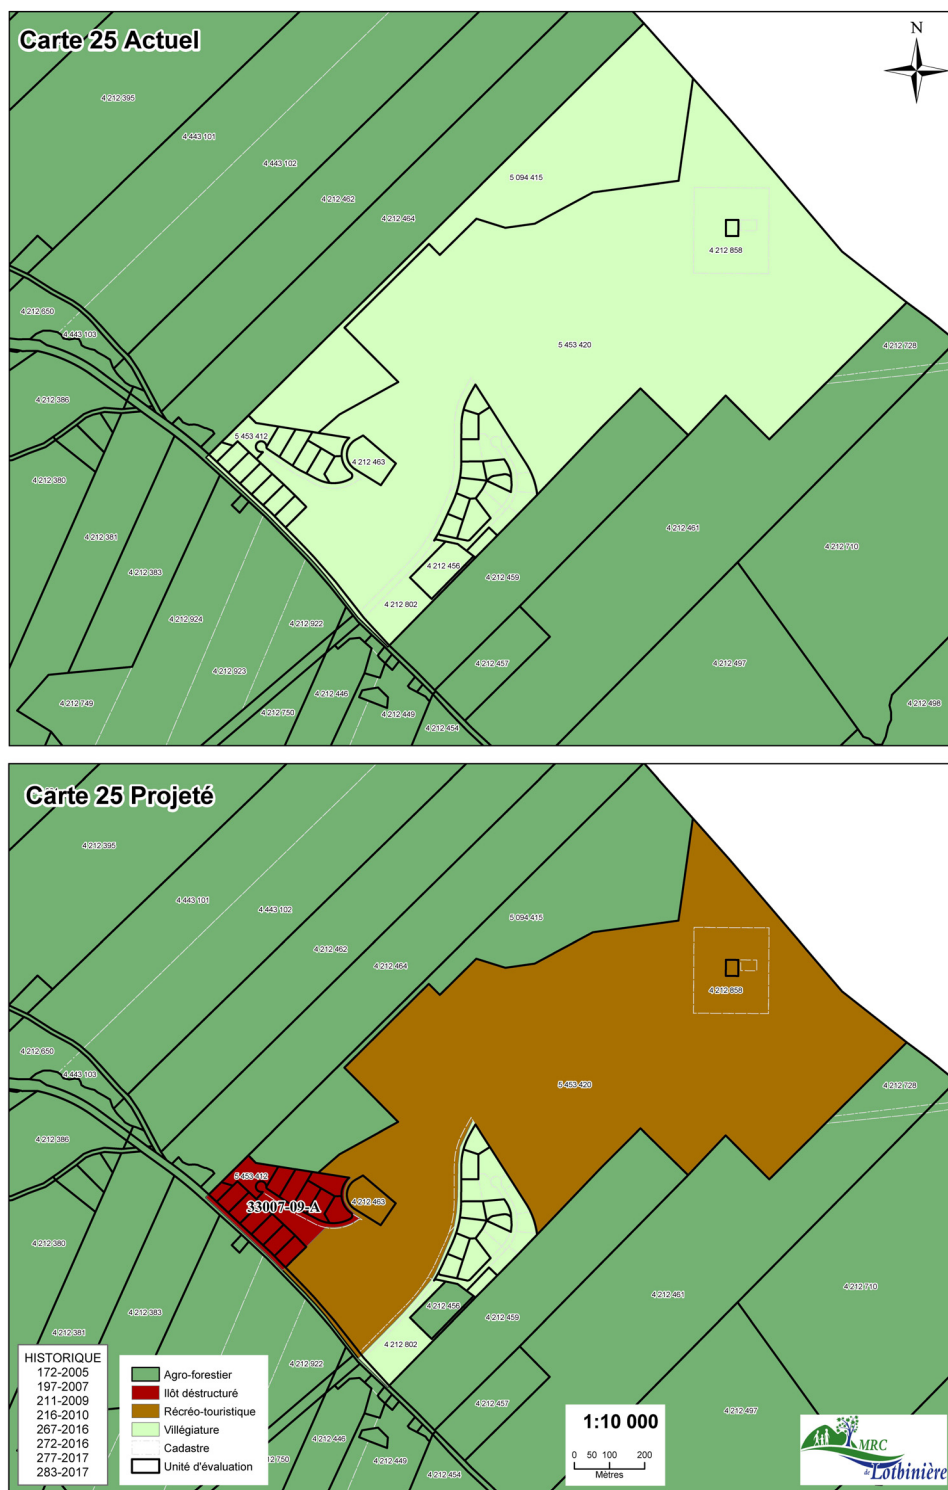 Carte 25 Actuel
N
4 212 395
4 443 101
4 443 102
5 094 415
4 212 462
4 212 464
4 212 858
4 212 650
4 443 103
5 453 420
4 212 728
4 212 386
5 453 412
4 212 463
4 212 380
4 212 461
4 212 381
4 212 710
4 212 383
4 212 456
4 212 459
4 212 802
4 212 924
4 212 922
4 212 457
4 212 497
4 212 923
4 212 446
4 212 749
4 212 750
4 212 449
4 212 498
4 212 454
Carte 25 Projeté
4 212 395
4 443 101
4 443 102
5 094 415
4 212 462
4 212 464
4 212 858
4 212 650
4 443 103
5 453 420
4 212 728
4 212 386
5 453 412
4 212 463
33007-09-A
4 212 380
4 212 710
4 212 461
4 212 456
4 212 383
4 212 459
4 212 381
4 212 802
4 212 922
4 212 457
4 212 497
4 212 446
4 212 449
4 212 454
HISTORIQUE
172-2005
197-2007
211-2009
216-2010
267-2016
272-2016
277-2017
283-2017
Agro-forestier
Ilôt déstructuré
Récréo-touristique
Villégiature
Cadastre
Unité d'évaluation
1:10 000
0 50 100 200
Mètres
MRC
de Lotbinière